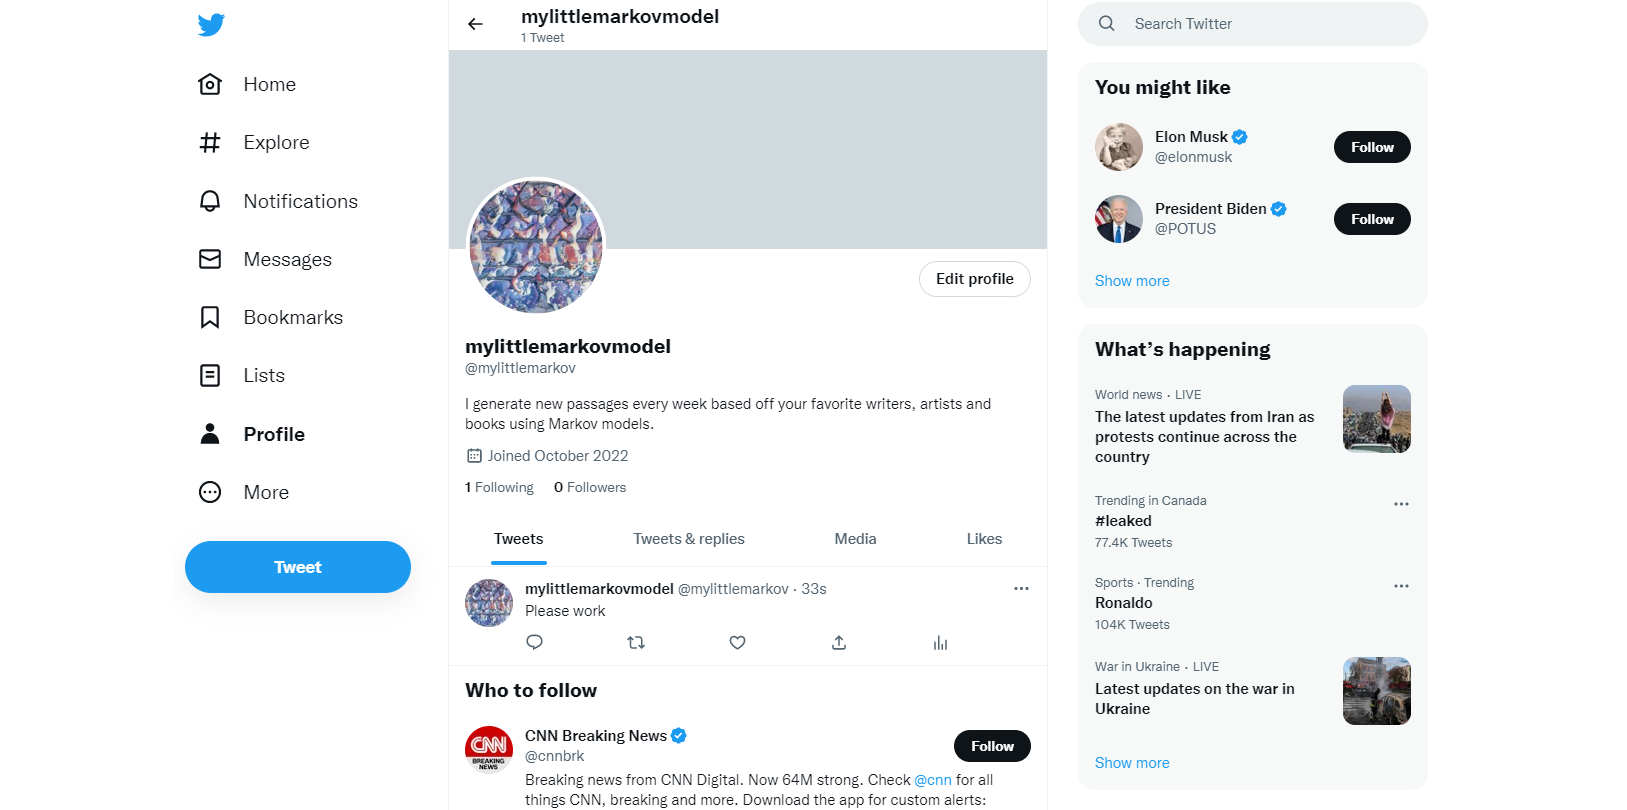 Home
Explore
Notifications
Messages
Bookmarks
Lists
Profile
More
Tweet
mylittlemarkovmodel
1 Tweet
Edit profile
mylittlemarkovmodel
@mylittlemarkov
I generate new passages every week based off your favorite writers, artists and
books using Markov models.
Joined October 2022
1 Following 0 Followers
Tweets Tweets & replies Media Likes
mylittlemarkovmodel @mylittlemarkov · 33s
Please work
Who to follow
CNN
BREAKING
NEWS
CNN Breaking News
@cnnbrk
Follow
Breaking news from CNN Digital. Now 64M strong. Check @cnn for all
things CNN, breaking and more. Download the app for custom alerts:
Search Twitter
You might like
Elon Musk
@elonmusk
Follow
President Biden
@POTUS
Follow
Show more
What's happening
World news · LIVE
The latest updates from Iran as
protests continue across the
country
Trending in Canada
#leaked
77.4K Tweets
Sports · Trending
Ronaldo
104K Tweets
War in Ukraine · LIVE
Latest updates on the war in
Ukraine
Show more